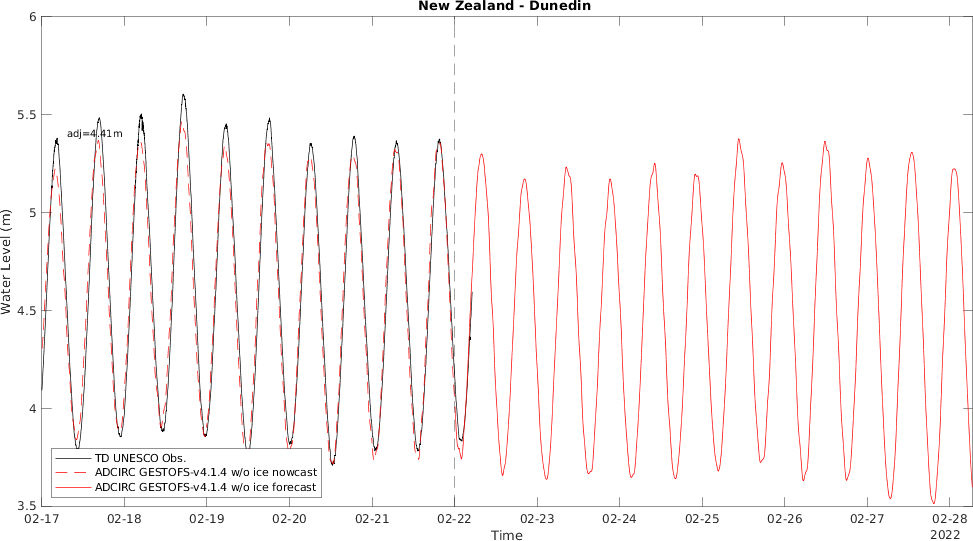 New Zealand - Dunedin
6
5.5
5
4.5
4
3.5
Water Level (m)
adj=4.41m
TD UNESCO Obs.
ADCIRC GESTOFS-v4.1.4 w/o ice nowcast
ADCIRC GESTOFS-v4.1.4 w/o ice forecast
02-17 02-18 02-19 02-20 02-21 02-22 02-23 02-24 02-25 02-26 02-27 02-28
Time 2022